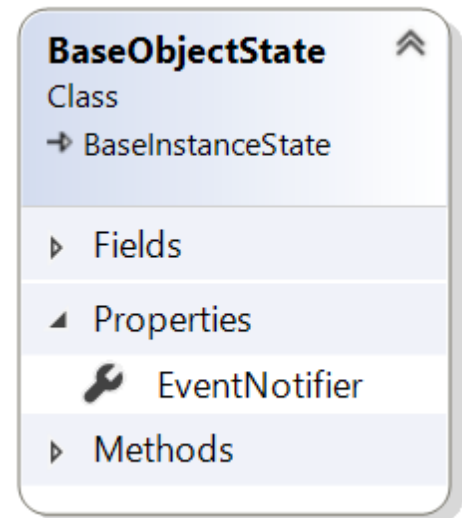 BaseObjectState
Class
BaseInstanceState
Fields
Properties
EventNotifier
Methods